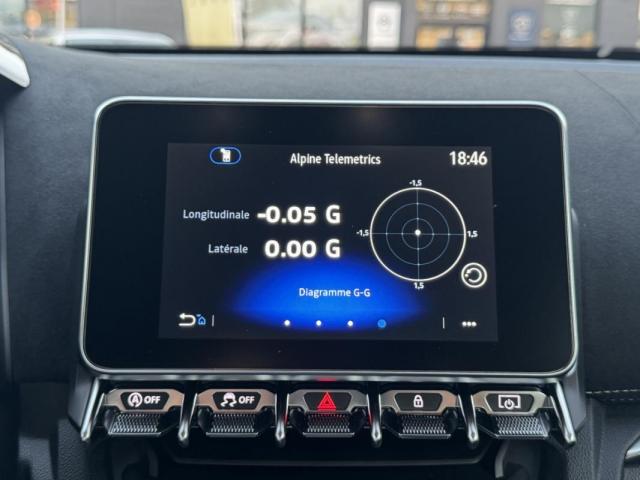 Alpine Telemetrics 18:46
-1,5
Longitudinale -0.05 G
-1,5 1,5
Latérale 0.00 G
1,5
Diagramme G-G
A OFF
OFF